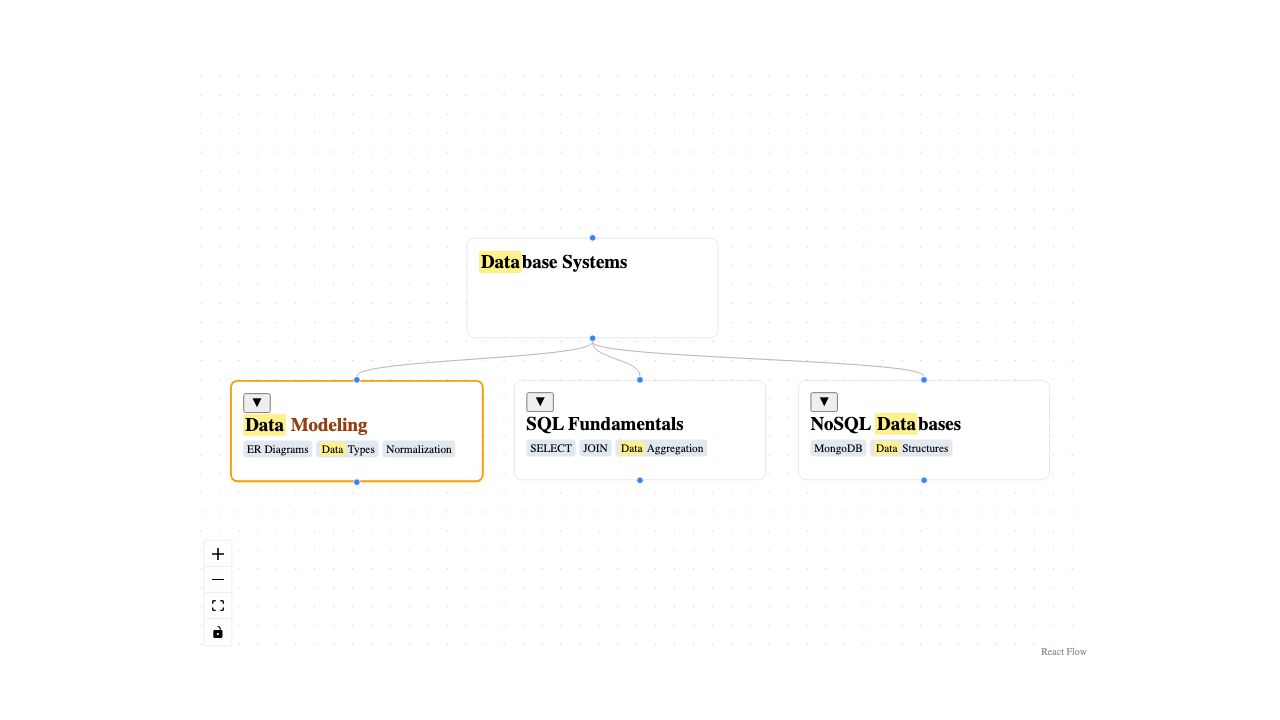 Database Systems
▼
Data Modeling
ER Diagrams Data Types Normalization
▼
SQL Fundamentals
SELECT JOIN Data Aggregation
▼
NoSQL Databases
MongoDB Data Structures
React Flow